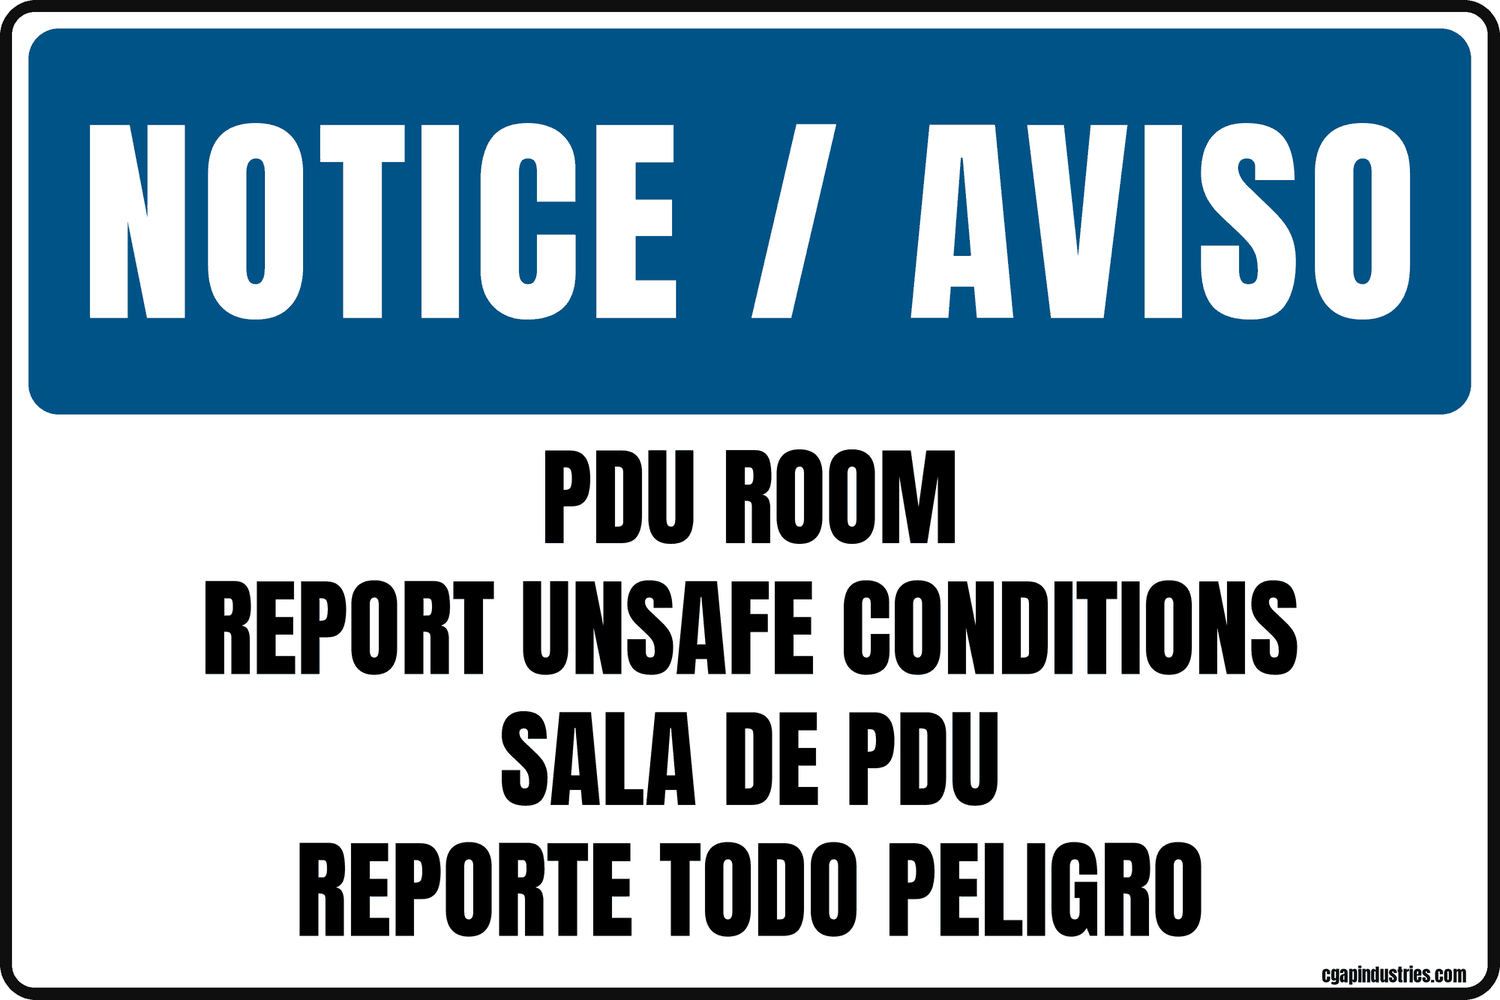 NOTICE / AVISO
PDU ROOM
REPORT UNSAFE CONDITIONS
SALA DE PDU
REPORTE TODO PELIGRO
cgapindustries.com